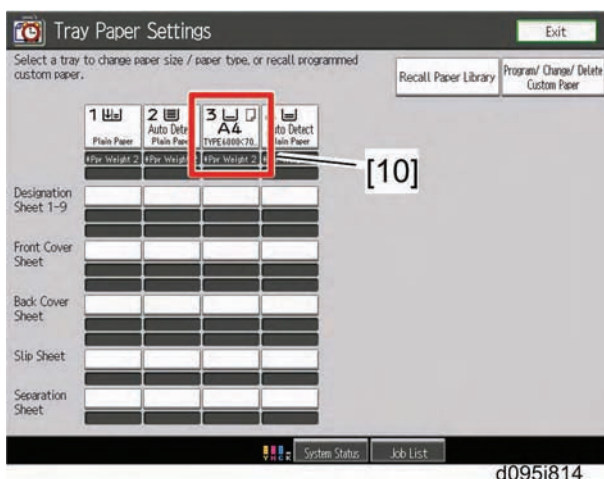 Tray Paper Settings
Exit
Select a tray to change paper size / paper type, or recall programmed
custom paper.
Recall Paper Library
Program/ Change/ Delete
Custom Paper
1
Plain Paper
*Ppr Weight 2
2
Auto Dete
Plain Pape
*Ppr Weight 2
3
A4
TYPE6800<70..
*Ppr Weight 2
to Detect
lain Paper
[10]
Designation
Sheet 1-9
Front Cover
Sheet
Back Cover
Sheet
Slip Sheet
Separation
Sheet
Y M C K
System Status
Job List
d095i814